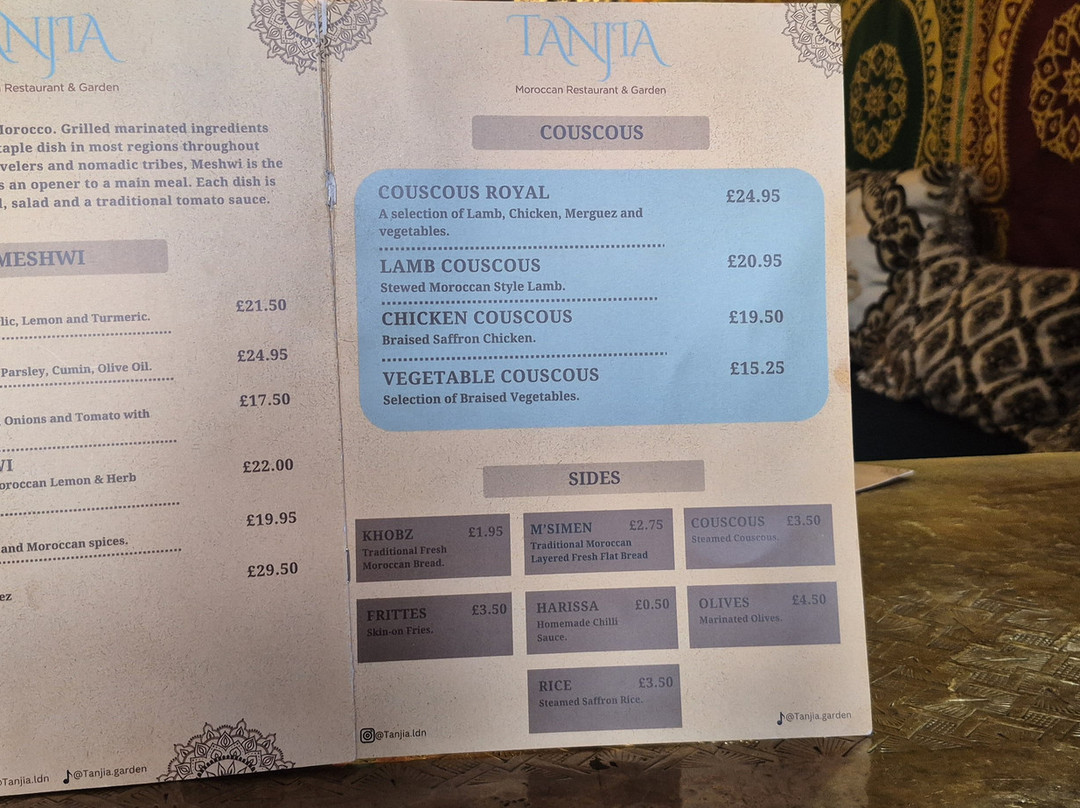 NJIA
Restaurant & Garden
Morocco. Grilled marinated ingredients
taple dish in most regions throughout
velers and nomadic tribes, Meshwi is the
s an opener to a main meal. Each dish is
l, salad and a traditional tomato sauce.
MESHWI
£21.50
lic, Lemon and Turmeric.
£24.95
Parsley, Cumin, Olive Oil.
£17.50
Onions and Tomato with
WI £22.00
oroccan Lemon & Herb
£19.95
and Moroccan spices.
£29.50
ez
Tanjia.ldn @Tanjia.garden
TANJIA
Moroccan Restaurant & Garden
COUSCOUS
COUSCOUS ROYAL £24.95
A selection of Lamb, Chicken, Merguez and
vegetables.
LAMB COUSCOUS £20.95
Stewed Moroccan Style Lamb.
CHICKEN COUSCOUS £19.50
Braised Saffron Chicken.
VEGETABLE COUSCOUS £15.25
Selection of Braised Vegetables.
SIDES
KHOBZ £1.95
Traditional Fresh
Moroccan Bread.
M'SIMEN £2.75
Traditional Moroccan
Layered Fresh Flat Bread
COUSCOUS £3.50
Steamed Couscous.
FRITTES £3.50
Skin-on Fries.
HARISSA £0.50
Homemade Chilli
Sauce.
OLIVES £4.50
Marinated Olives.
RICE £3.50
Steamed Saffron Rice.
@Tanjia.ldn
@Tanjia.garden